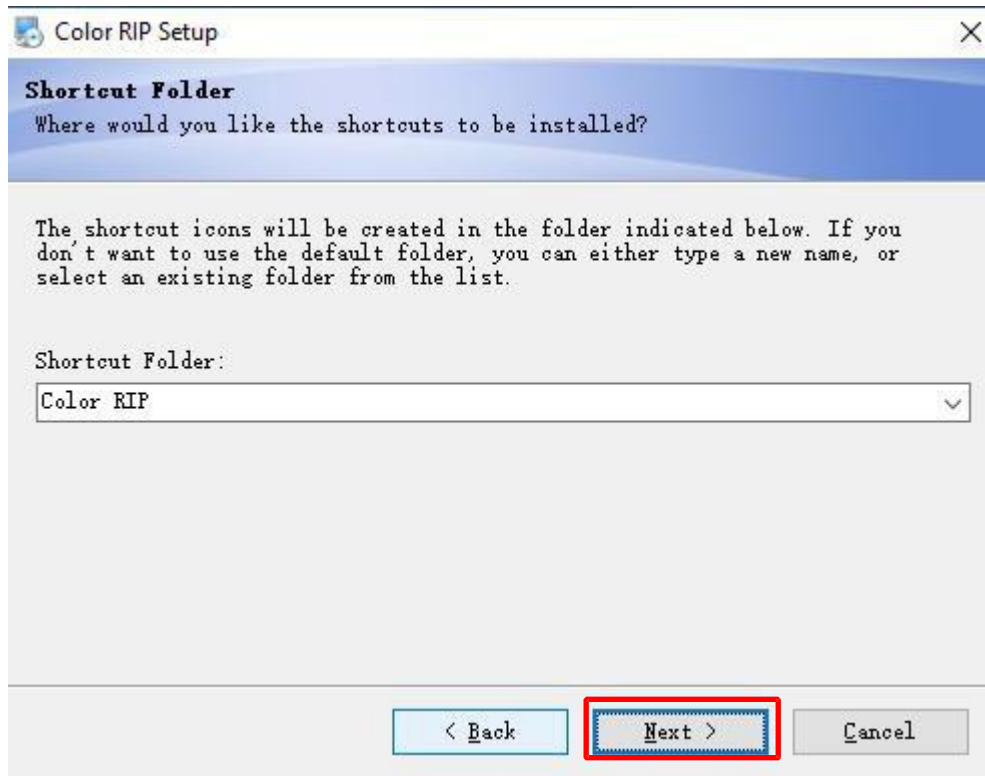 Color RIP Setup
Shortcut Folder
Where would you like the shortcuts to be installed?
The shortcut icons will be created in the folder indicated below. If you
don't want to use the default folder, you can either type a new name, or
select an existing folder from the list.
Shortcut Folder:
Color RIP
< Back
Next >
Cancel